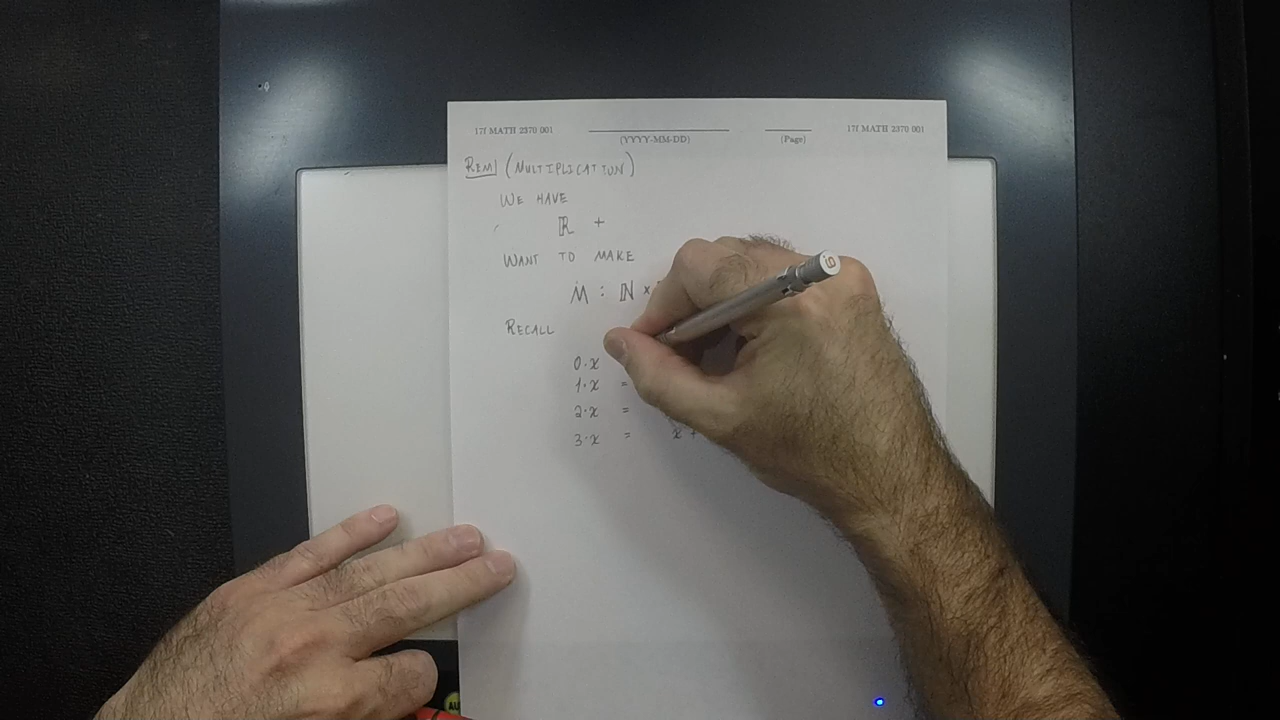 17f MATH 2370 001 (YYYY-MM-DD) (Page) 17f MATH 2370 001
REM (MULTIPLICATION)
WE HAVE
ℝ +
WANT TO MAKE
M : ℕ ×
RECALL
0·x
1·x =
2·x =
3·x = x +